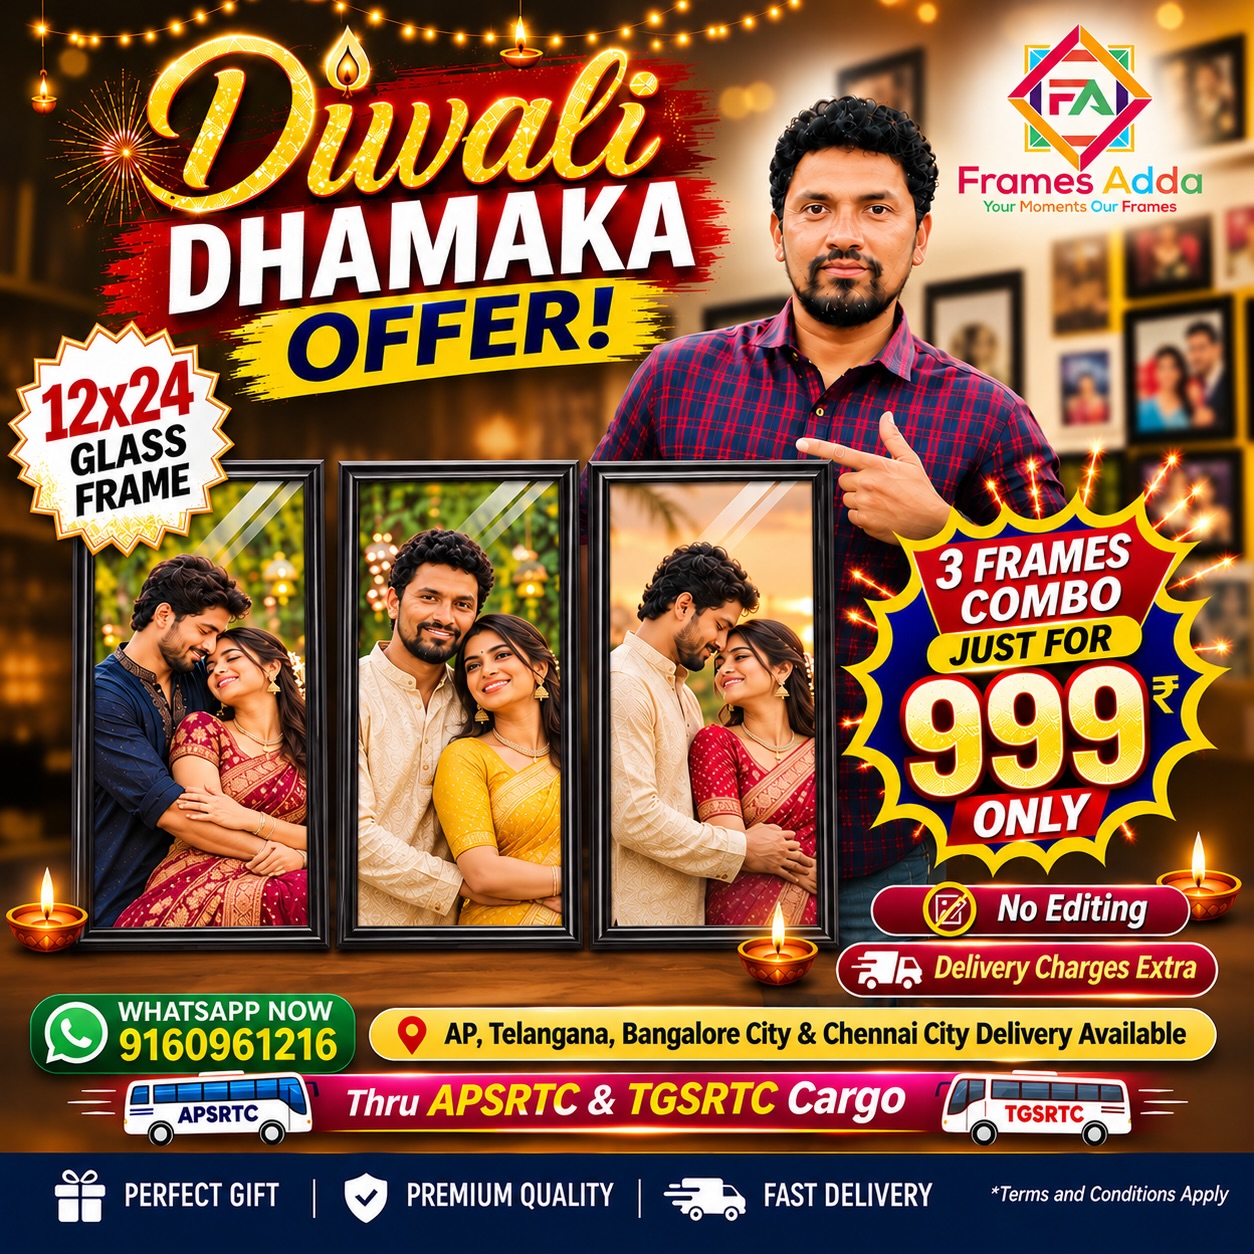 Diwali
DHAMAKA
OFFER!
FA
Frames Adda
Your Moments Our Frames
12x24
GLASS
FRAME
3 FRAMES
COMBO
JUST FOR
999₹
ONLY
No Editing
Delivery Charges Extra
WHATSAPP NOW
9160961216
AP, Telangana, Bangalore City & Chennai City Delivery Available
APSRTC
Thru APSRTC & TGSRTC Cargo
TGSRTC
PERFECT GIFT | PREMIUM QUALITY | FAST DELIVERY
*Terms and Conditions Apply